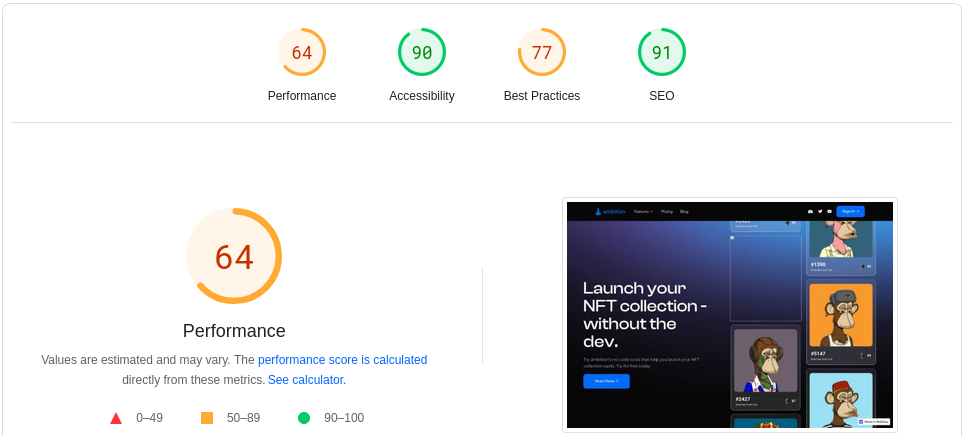 64
90
77
91
Performance
Accessibility
Best Practices
SEO
64
Performance
Values are estimated and may vary. The performance score is calculated
directly from these metrics. See calculator.
0–49
50–89
90–100
ambition
Features
Pricing
Blog
Sign in
Launch your
NFT collection -
without the
dev.
Try ambition's no code tools that help you launch your NFT
collection easily. Try for free today.
Start Now
#1390
#5147
#2427
Made in Webflow